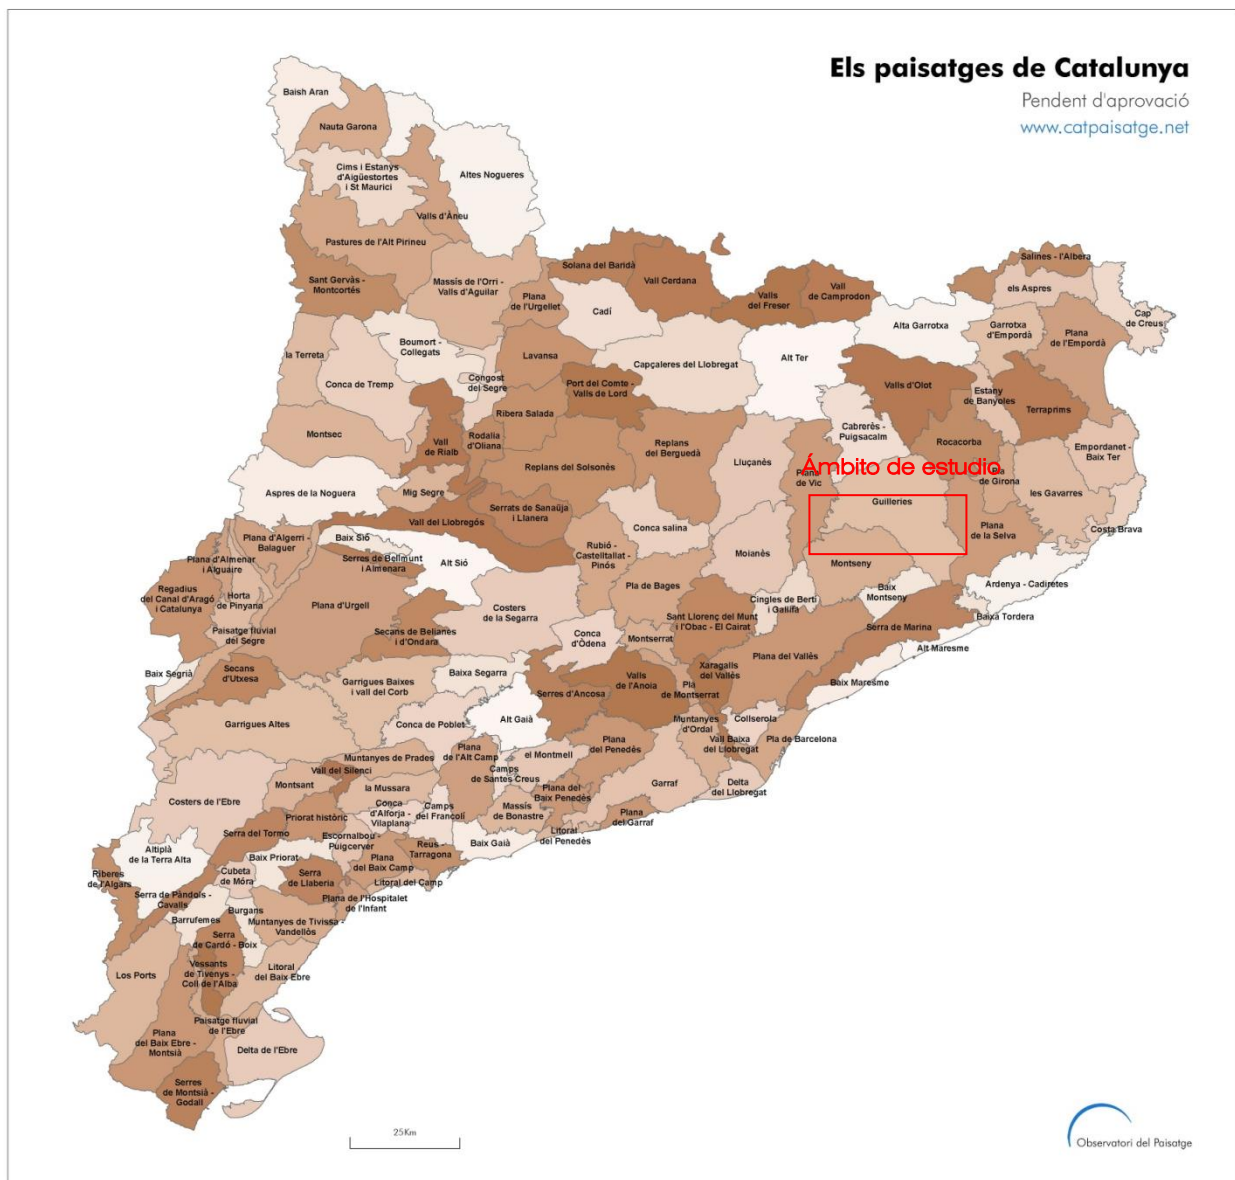 Els paisatges de Catalunya
Pendent d'aprovació
www.catpaisatge.net
Baish Aran
Nauta Garona
Cims i Estanys
d'Aigüestortes
i St Maurici
Altes Nogueres
Valls d'Àneu
Pastures de l'Alt Pirineu
Sant Gervàs -
Montcortés
Massís de l'Orri -
Valls d'Aguilar
Plana
de l'Urgellet
Solana del Baridà
Vall Cerdana
Valls
del Freser
Vall
de Camprodon
Salines - l'Albera
els Aspres
Cap
de Creus
Cadí
Alta Garrotxa
Garrotxa
d'Empordà
Plana
de l'Empordà
la Terreta
Boumort -
Collegats
Lavansa
Capçaleres del Llobregat
Alt Ter
Conca de Tremp
Congost
del Segre
Port del Comte -
Valls de Lord
Valls d'Olot
Estany
de Banyoles
Terraprims
Ribera Salada
Cabrerès -
Puigsacalm
Rocacorba
Montsec
Vall
de Rialb
Rodalia
d'Oliana
Replans
del Berguedà
Lluçanès
Empordanet -
Baix Ter
Replans del Solsonès
Ámbito de estudio
Plana
de Vic
Pla
de Girona
Aspres de la Noguera
Mig Segre
Guilleries
les Gavarres
Serrats de Sanaüja
i Llanera
Vall del Llobregós
Conca salina
Plana
de la Selva
Costa Brava
Plana d'Algerri -
Balaguer
Baix Sió
Rubió -
Castelltallat -
Pinós
Moianès
Plana d'Almenar
i Alguaire
Serres de Bellmunt
i Almenara
Alt Sió
Montseny
Regadius
del Canal d'Aragó
i Catalunya
Horta
de Pinyana
Pla de Bages
Baix
Montseny
Ardenya - Cadiretes
Plana d'Urgell
Costers
de la Segarra
Cingles de Bertí
i Gallifa
Baixa Tordera
Paisatge fluvial
del Segre
Secans de Belianes
i d'Ondara
Conca
d'Òdena
Montserrat
Sant Llorenç del Munt
i l'Obac - El Cairat
Serra de Marina
Alt Maresme
Baix Segrià
Secans
d'Utxesa
Garrigues Baixes
i vall del Corb
Baixa Segarra
Serres d'Ancosa
Valls
de l'Anoia
Pla
de Montserrat
Xaragalls
del Vallès
Plana del Vallès
Baix Maresme
Garrigues Altes
Conca de Poblet
Alt Gaià
Muntanyes
d'Ordal
Collserola
Vall Baixa
del Llobregat
Pla de Barcelona
Muntanyes de Prades
Plana
de l'Alt Camp
el Montmell
Plana
del Penedès
Vall del Silenci
Montsant
la Mussara
Camps
de Santes Creus
Garraf
Delta
del Llobregat
Costers de l'Ebre
Priorat històric
Conca
d'Alforja -
Vilaplana
Camps
del Francolí
Massís
de Bonastre
Plana del
Baix Penedès
Plana
del Garraf
Serra del Tormo
Escornalbou -
Puigcerver
Litoral
del Penedès
Altiplà
de la Terra Alta
Baix Priorat
Plana
del Baix Camp
Reus -
Tarragona
Baix Gaià
Riberes
de l'Algars
Cubeta
de Móra
Serra
de Llaberia
Litoral del Camp
Serra de Pàndols -
Cavalls
Plana de l'Hospitalet
de l'Infant
Barrufemes
Burgans
Muntanyes de Tivissa -
Vandellòs
Serra
de Cardó - Boix
Los Ports
Vessants
de Tivenys -
Coll de l'Alba
Litoral
del Baix Ebre
Paisatge fluvial
de l'Ebre
Plana
del Baix Ebre -
Montsià
Delta de l'Ebre
Serres
de Montsià -
Godall
25Km
Observatori del Paisatge